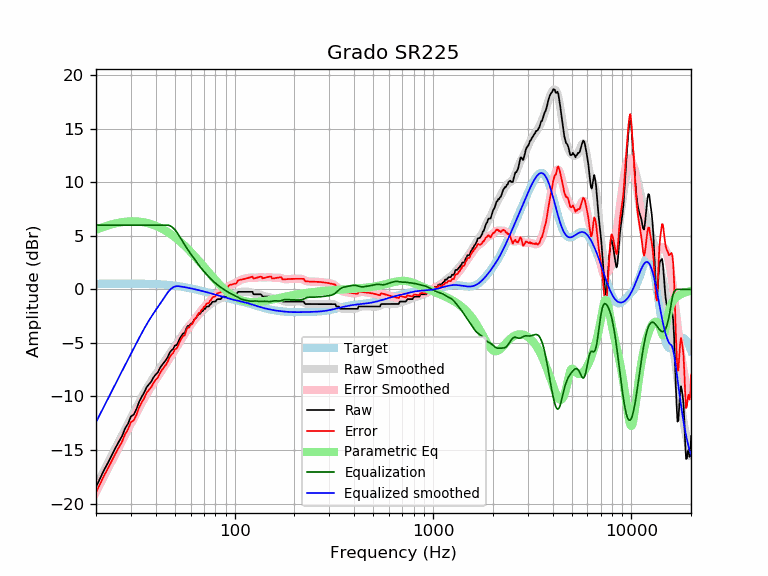 Grado SR225
20
15
10
5
0
−5
−10
−15
−20
Amplitude (dBr)
Target
Raw Smoothed
Error Smoothed
Raw
Error
Parametric Eq
Equalization
Equalized smoothed
100
1000
10000
Frequency (Hz)